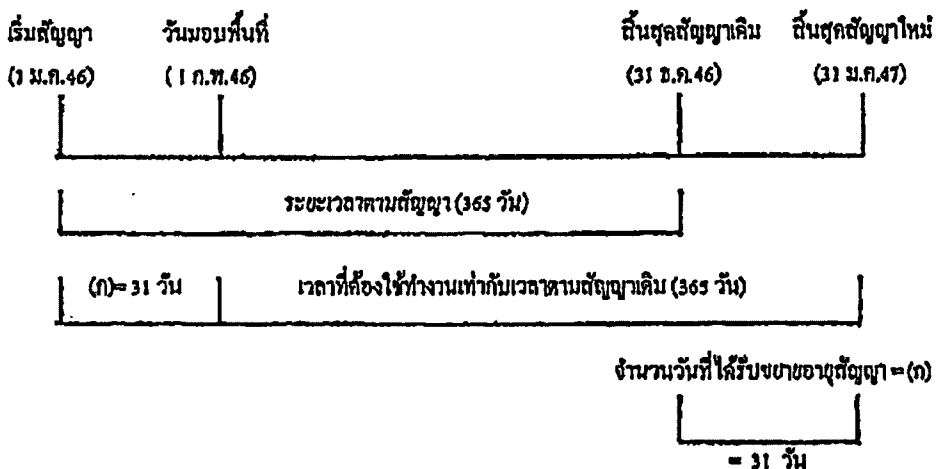 เริ่มสัญญา วันมอบพื้นที่ สิ้นสุดสัญญาเดิม สิ้นสุดสัญญาใหม่
(1 ม.ค.46) (1 ก.พ.46) (31 ธ.ค.46) (31 ม.ค.47)
ระยะเวลาตามสัญญา (365 วัน)
(ก)= 31 วัน เวลาที่ต้องใช้ทำงานเท่ากับเวลาตามสัญญาเดิม (365 วัน)
จำนวนวันที่ได้รับขยายอายุสัญญา = (ก)
= 31 วัน